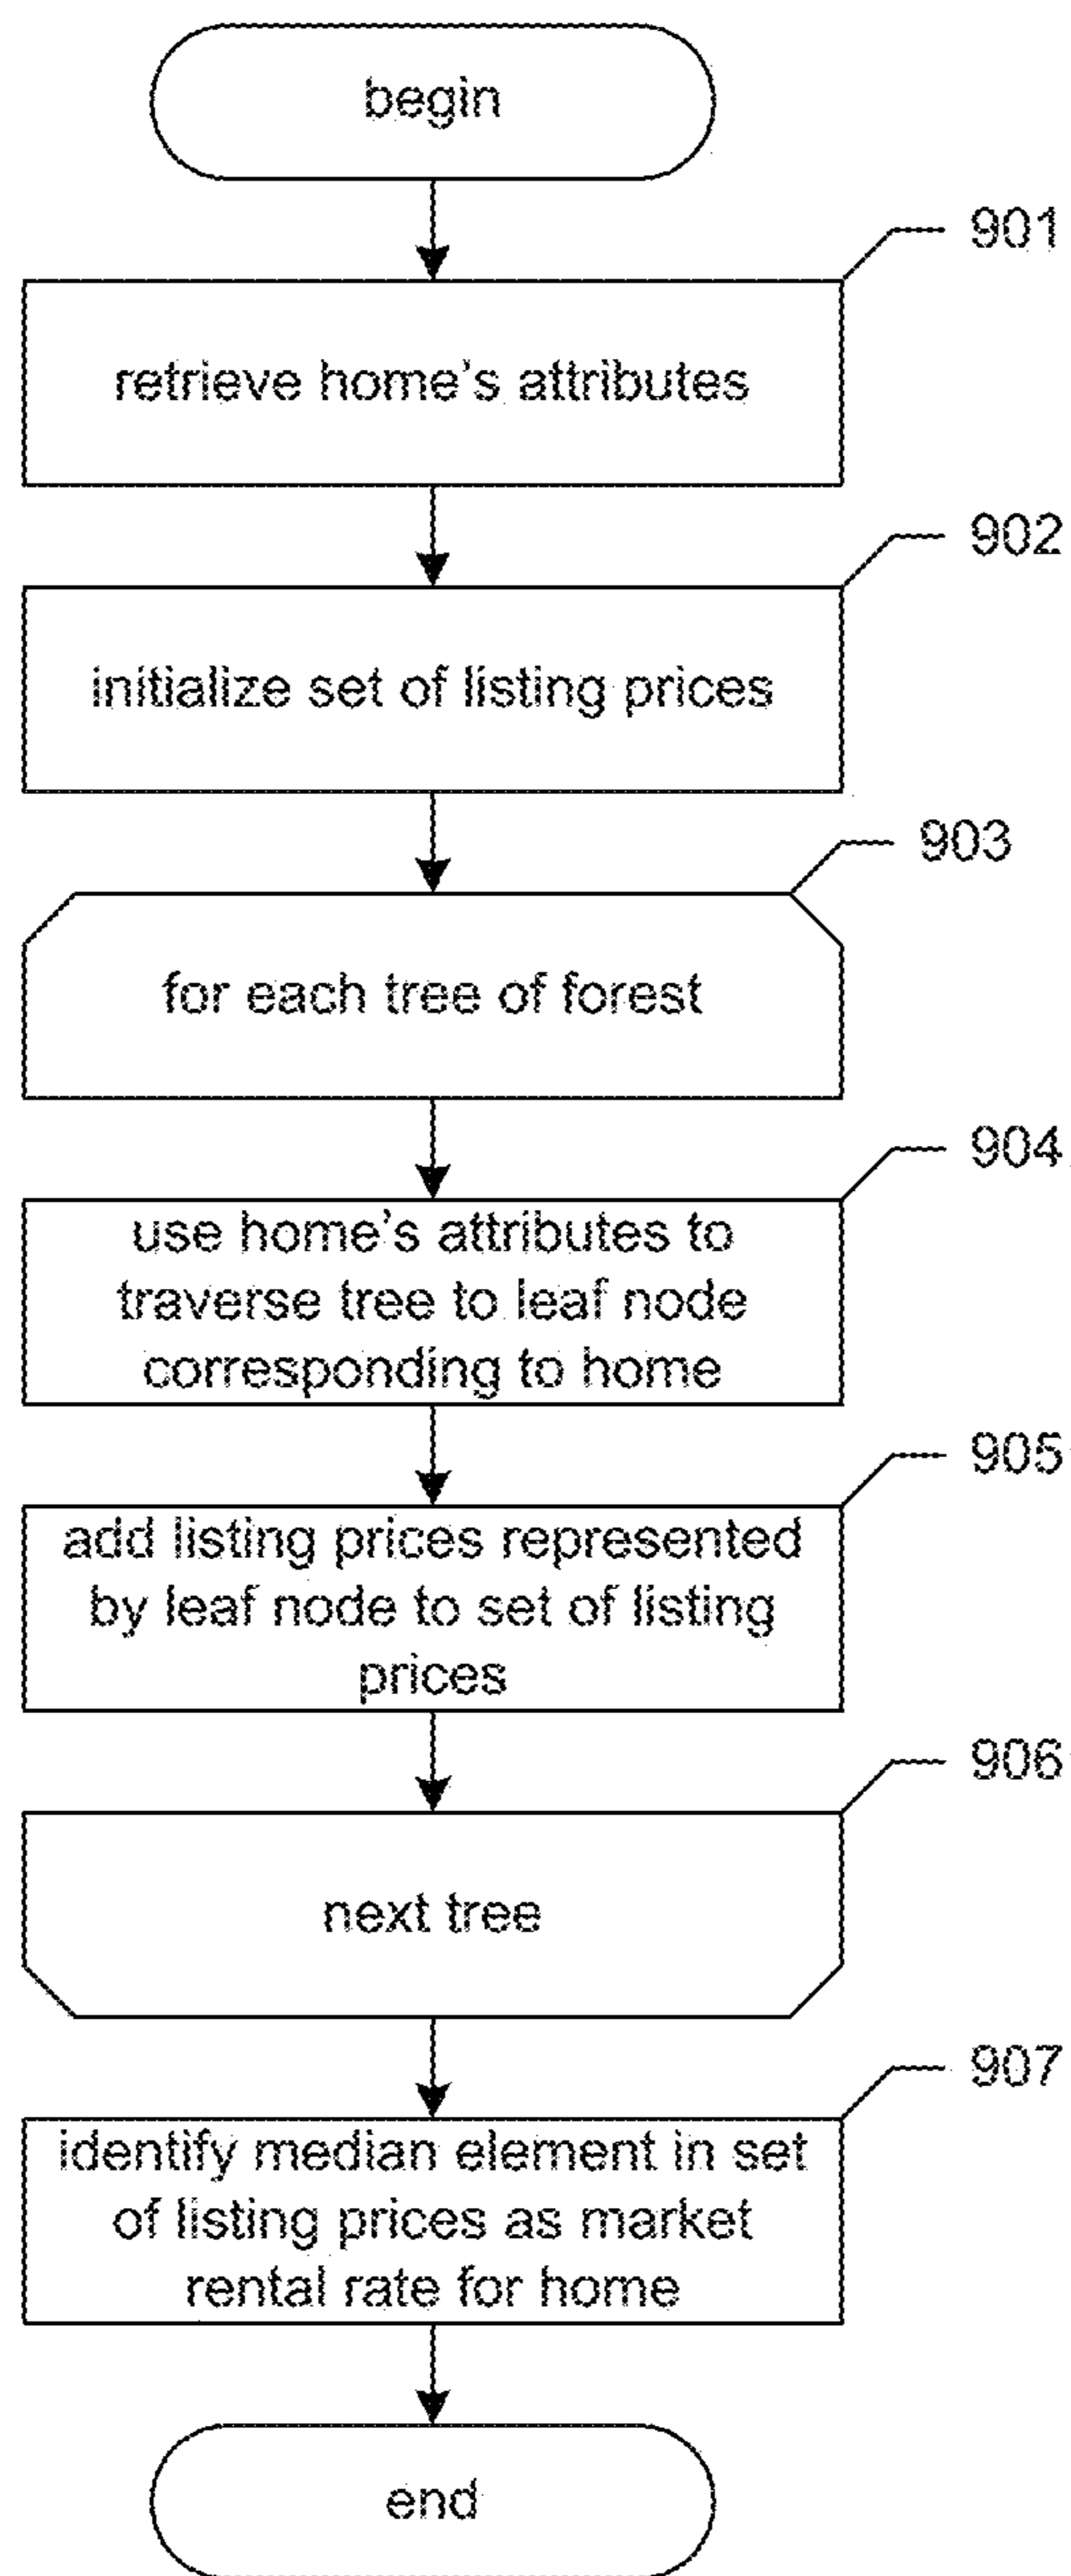 begin
901
retrieve home's attributes
902
initialize set of listing prices
903
for each tree of forest
904
use home's attributes to
traverse tree to leaf node
corresponding to home
905
add listing prices represented
by leaf node to set of listing
prices
906
next tree
907
identify median element in set
of listing prices as market
rental rate for home
end